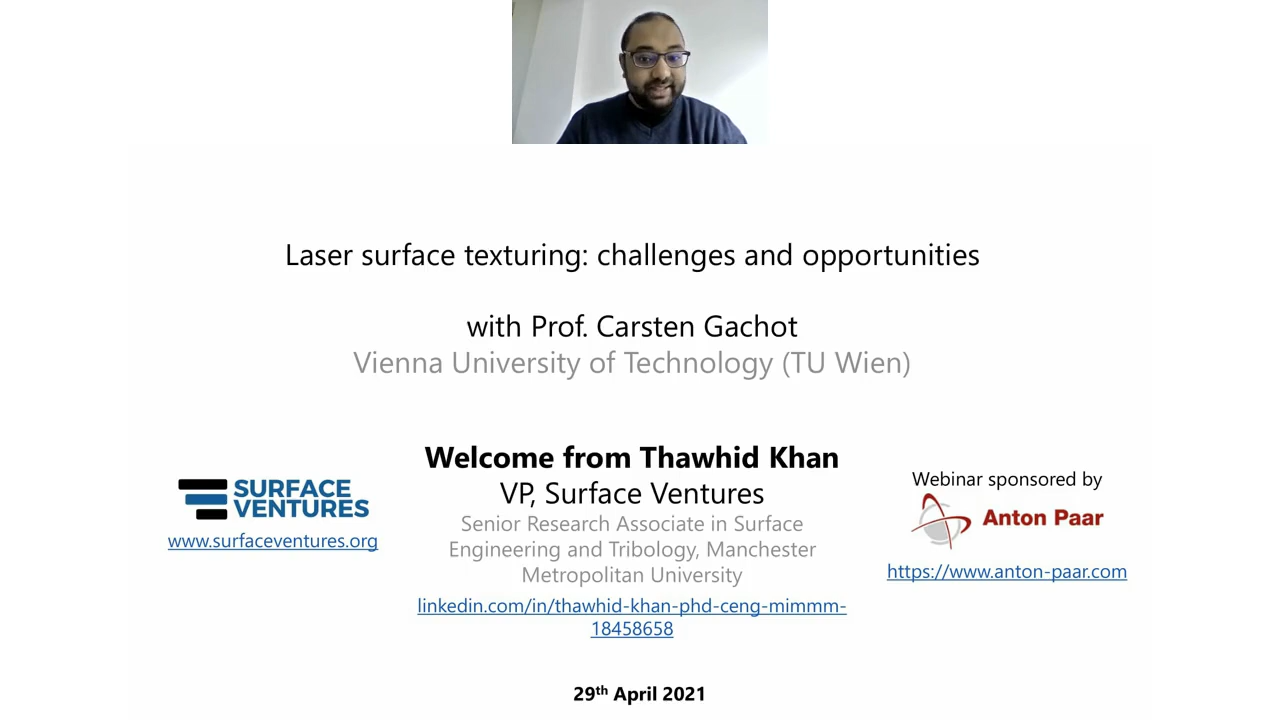 Laser surface texturing: challenges and opportunities
with Prof. Carsten Gachot
Vienna University of Technology (TU Wien)
Welcome from Thawhid Khan
VP, Surface Ventures
Senior Research Associate in Surface
Engineering and Tribology, Manchester
Metropolitan University
linkedin.com/in/thawhid-khan-phd-ceng-mimmm-
18458658
SURFACE
VENTURES
www.surfaceventures.org
Webinar sponsored by
Anton Paar
https://www.anton-paar.com
29th April 2021